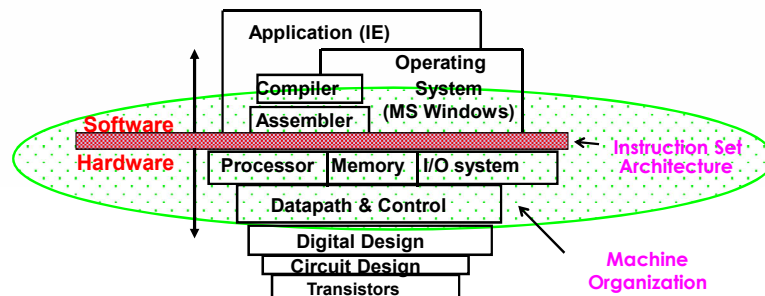 Application (IE)
Operating
System
(MS Windows)
Compiler
Assembler
Software
Hardware
Instruction Set
Architecture
Processor
Memory
I/O system
Datapath & Control
Digital Design
Circuit Design
Transistors
Machine
Organization